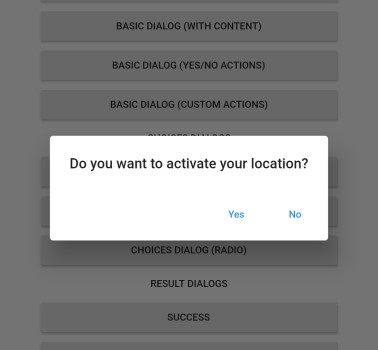 BASIC DIALOG (WITH CONTENT)
BASIC DIALOG (YES/NO ACTIONS)
BASIC DIALOG (CUSTOM ACTIONS)
Do you want to activate your location?
Yes No
CHOICES DIALOG (RADIO)
RESULT DIALOGS
SUCCESS